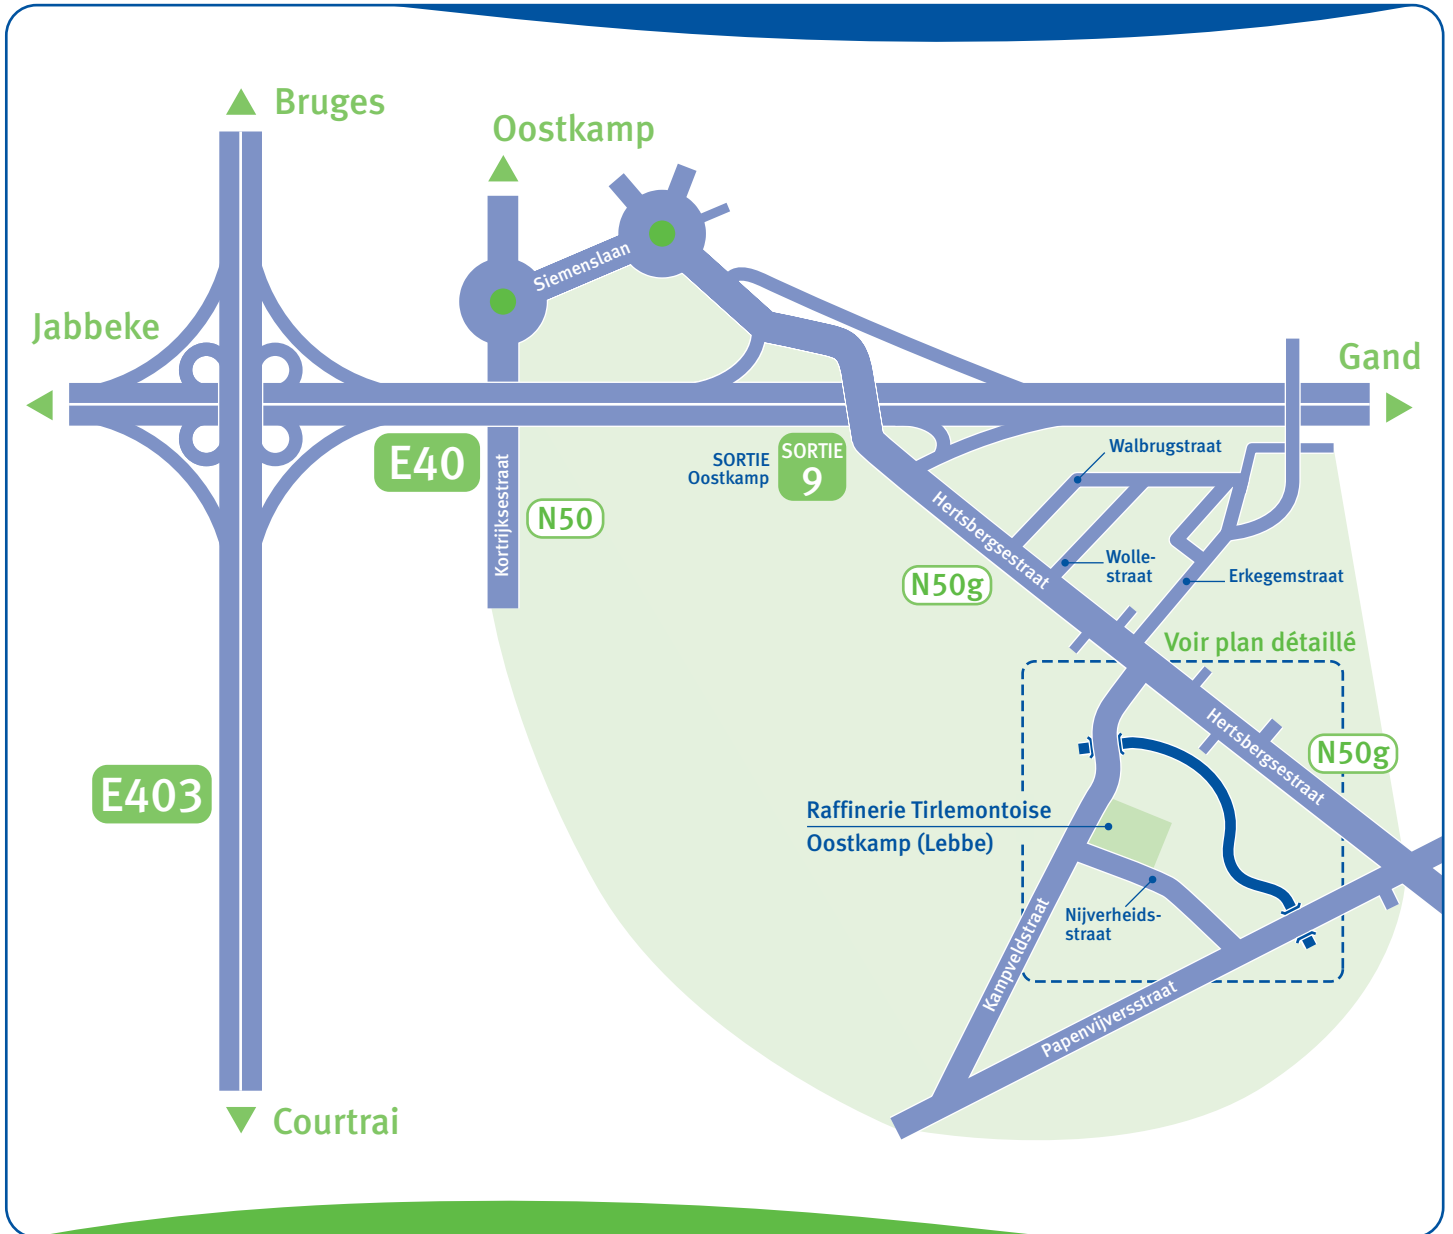 Bruges
Oostkamp
Siemenslaan
Jabbeke
Gand
E40
SORTIE
Oostkamp
SORTIE
9
Walbrugstraat
Kortrijksestraat
N50
Hertsbergsestraat
N50g
Wolle-
straat
Erkegemstraat
Voir plan détaillé
Hertsbergsestraat
N50g
E403
Raffinerie Tirlemontoise
Oostkamp (Lebbe)
Nijverheids-
straat
Kampveldstraat
Papenvijversstraat
Courtrai